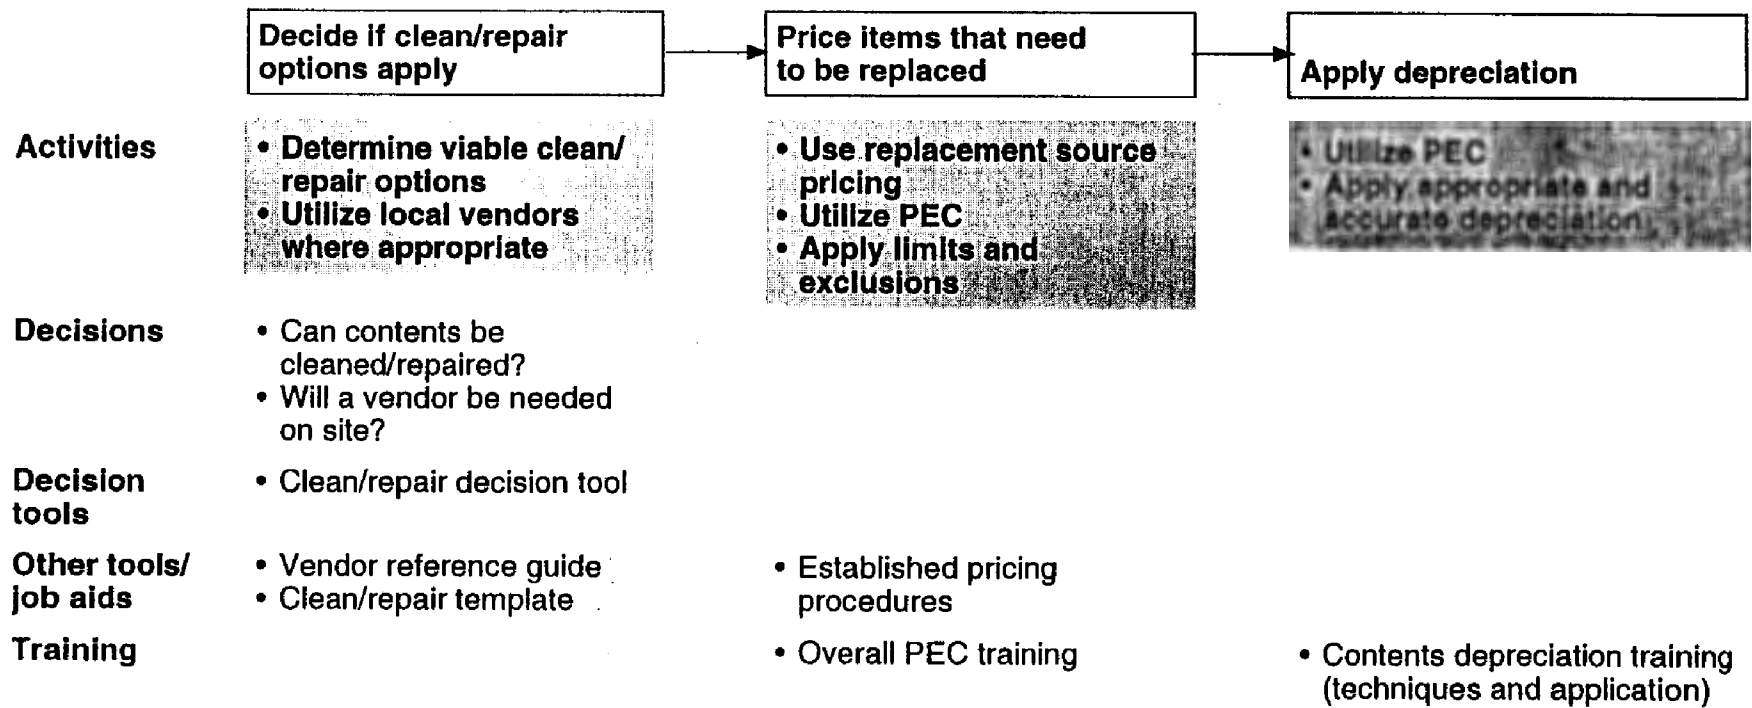 Decide if clean/repair
options apply
Price items that need
to be replaced
Apply depreciation
Activities
• Determine viable clean/
repair options
• Utilize local vendors
where appropriate
• Use replacement source
pricing
• Utilize PEC
• Apply limits and
exclusions
• Utilize PEC
• Apply appropriate and
accurate depreciation
Decisions
• Can contents be
cleaned/repaired?
• Will a vendor be needed
on site?
Decision
tools
• Clean/repair decision tool
Other tools/
job aids
• Vendor reference guide
• Clean/repair template
• Established pricing
procedures
Training
• Overall PEC training
• Contents depreciation training
(techniques and application)